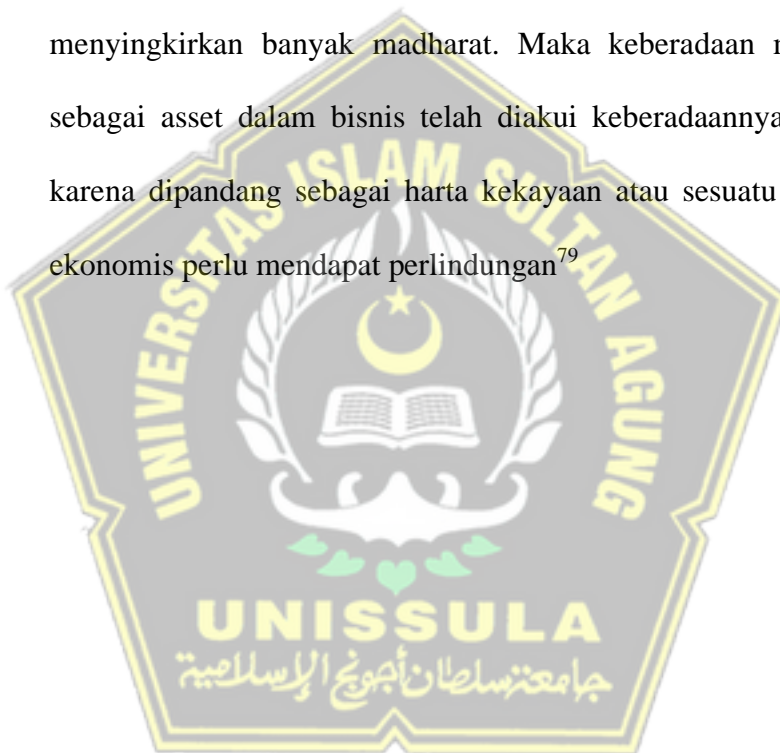 menyingkirkan banyak madharat. Maka keberadaan
sebagai asset dalam bisnis telah diakui keberadaannya
karena dipandang sebagai harta kekayaan atau sesuatu
ekonomis perlu mendapat perlindungan79
UNIVERSITAS ISLAM SULTAN AGUNG
UNISSULA
جامعة سلطان أجونج الإسلامية